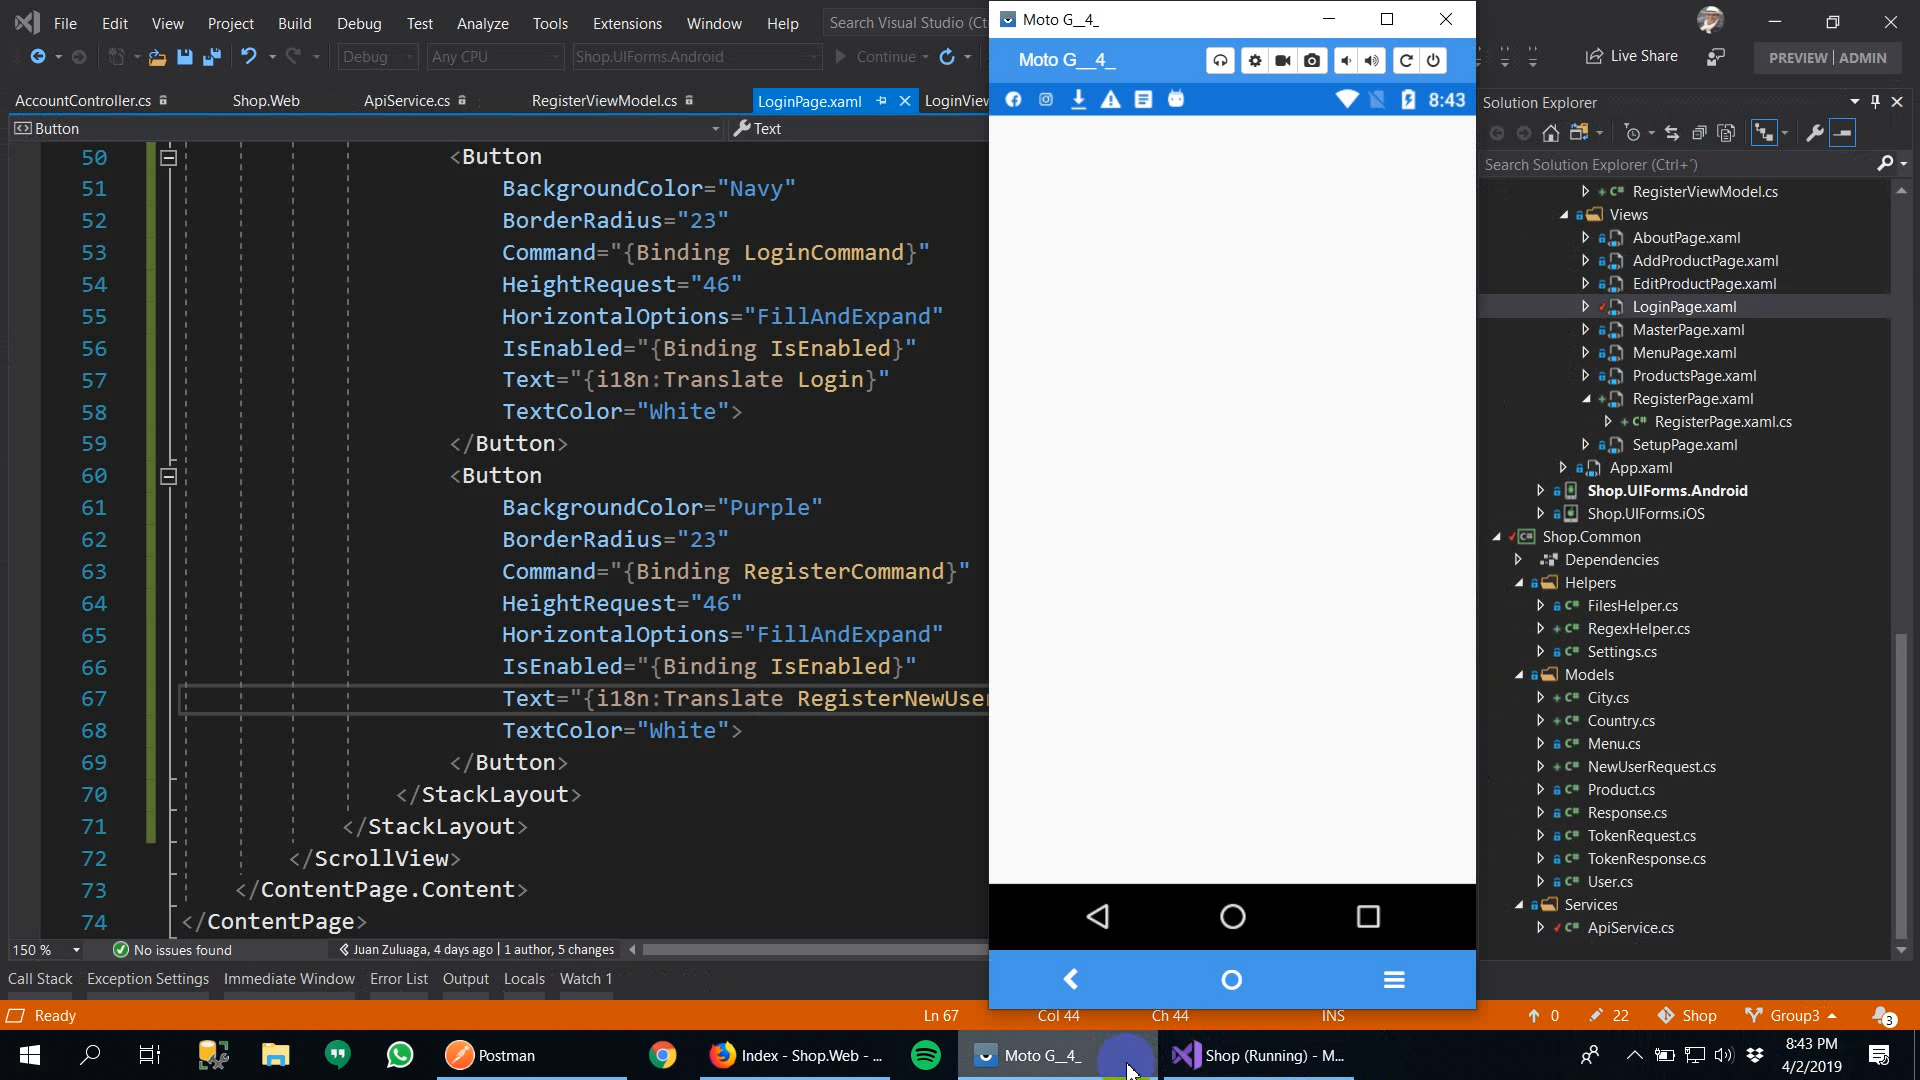 File Edit View Project Build Debug Test Analyze Tools Extensions Window Help Search Visual Studio (Ct
Debug Any CPU Shop.UIForms.Android Continue Live Share PREVIEW | ADMIN
AccountController.cs Shop.Web ApiService.cs RegisterViewModel.cs LoginPage.xaml LoginView
Button Text
50 <Button
51 BackgroundColor="Navy"
52 BorderRadius="23"
53 Command="{Binding LoginCommand}"
54 HeightRequest="46"
55 HorizontalOptions="FillAndExpand"
56 IsEnabled="{Binding IsEnabled}"
57 Text="{i18n:Translate Login}"
58 TextColor="White">
59 </Button>
60 <Button
61 BackgroundColor="Purple"
62 BorderRadius="23"
63 Command="{Binding RegisterCommand}"
64 HeightRequest="46"
65 HorizontalOptions="FillAndExpand"
66 IsEnabled="{Binding IsEnabled}"
67 Text="{i18n:Translate RegisterNewUser
68 TextColor="White">
69 </Button>
70 </StackLayout>
71 </StackLayout>
72 </ScrollView>
73 </ContentPage.Content>
74 </ContentPage>
150 % No issues found Juan Zuluaga, 4 days ago | 1 author, 5 changes
Call Stack Exception Settings Immediate Window Error List Output Locals Watch 1
Moto G__4_
Moto G__4_
8:43
Solution Explorer
Search Solution Explorer (Ctrl+¨)
RegisterViewModel.cs
Views
AboutPage.xaml
AddProductPage.xaml
EditProductPage.xaml
LoginPage.xaml
MasterPage.xaml
MenuPage.xaml
ProductsPage.xaml
RegisterPage.xaml
RegisterPage.xaml.cs
SetupPage.xaml
App.xaml
Shop.UIForms.Android
Shop.UIForms.iOS
Shop.Common
Dependencies
Helpers
FilesHelper.cs
RegexHelper.cs
Settings.cs
Models
City.cs
Country.cs
Menu.cs
NewUserRequest.cs
Product.cs
Response.cs
TokenRequest.cs
TokenResponse.cs
User.cs
Services
ApiService.cs
Ready Ln 67 Col 44 Ch 44 INS 0 22 Shop Group3 3
Postman Index - Shop.Web - ... Moto G__4_ Shop (Running) - M... 8:43 PM
4/2/2019